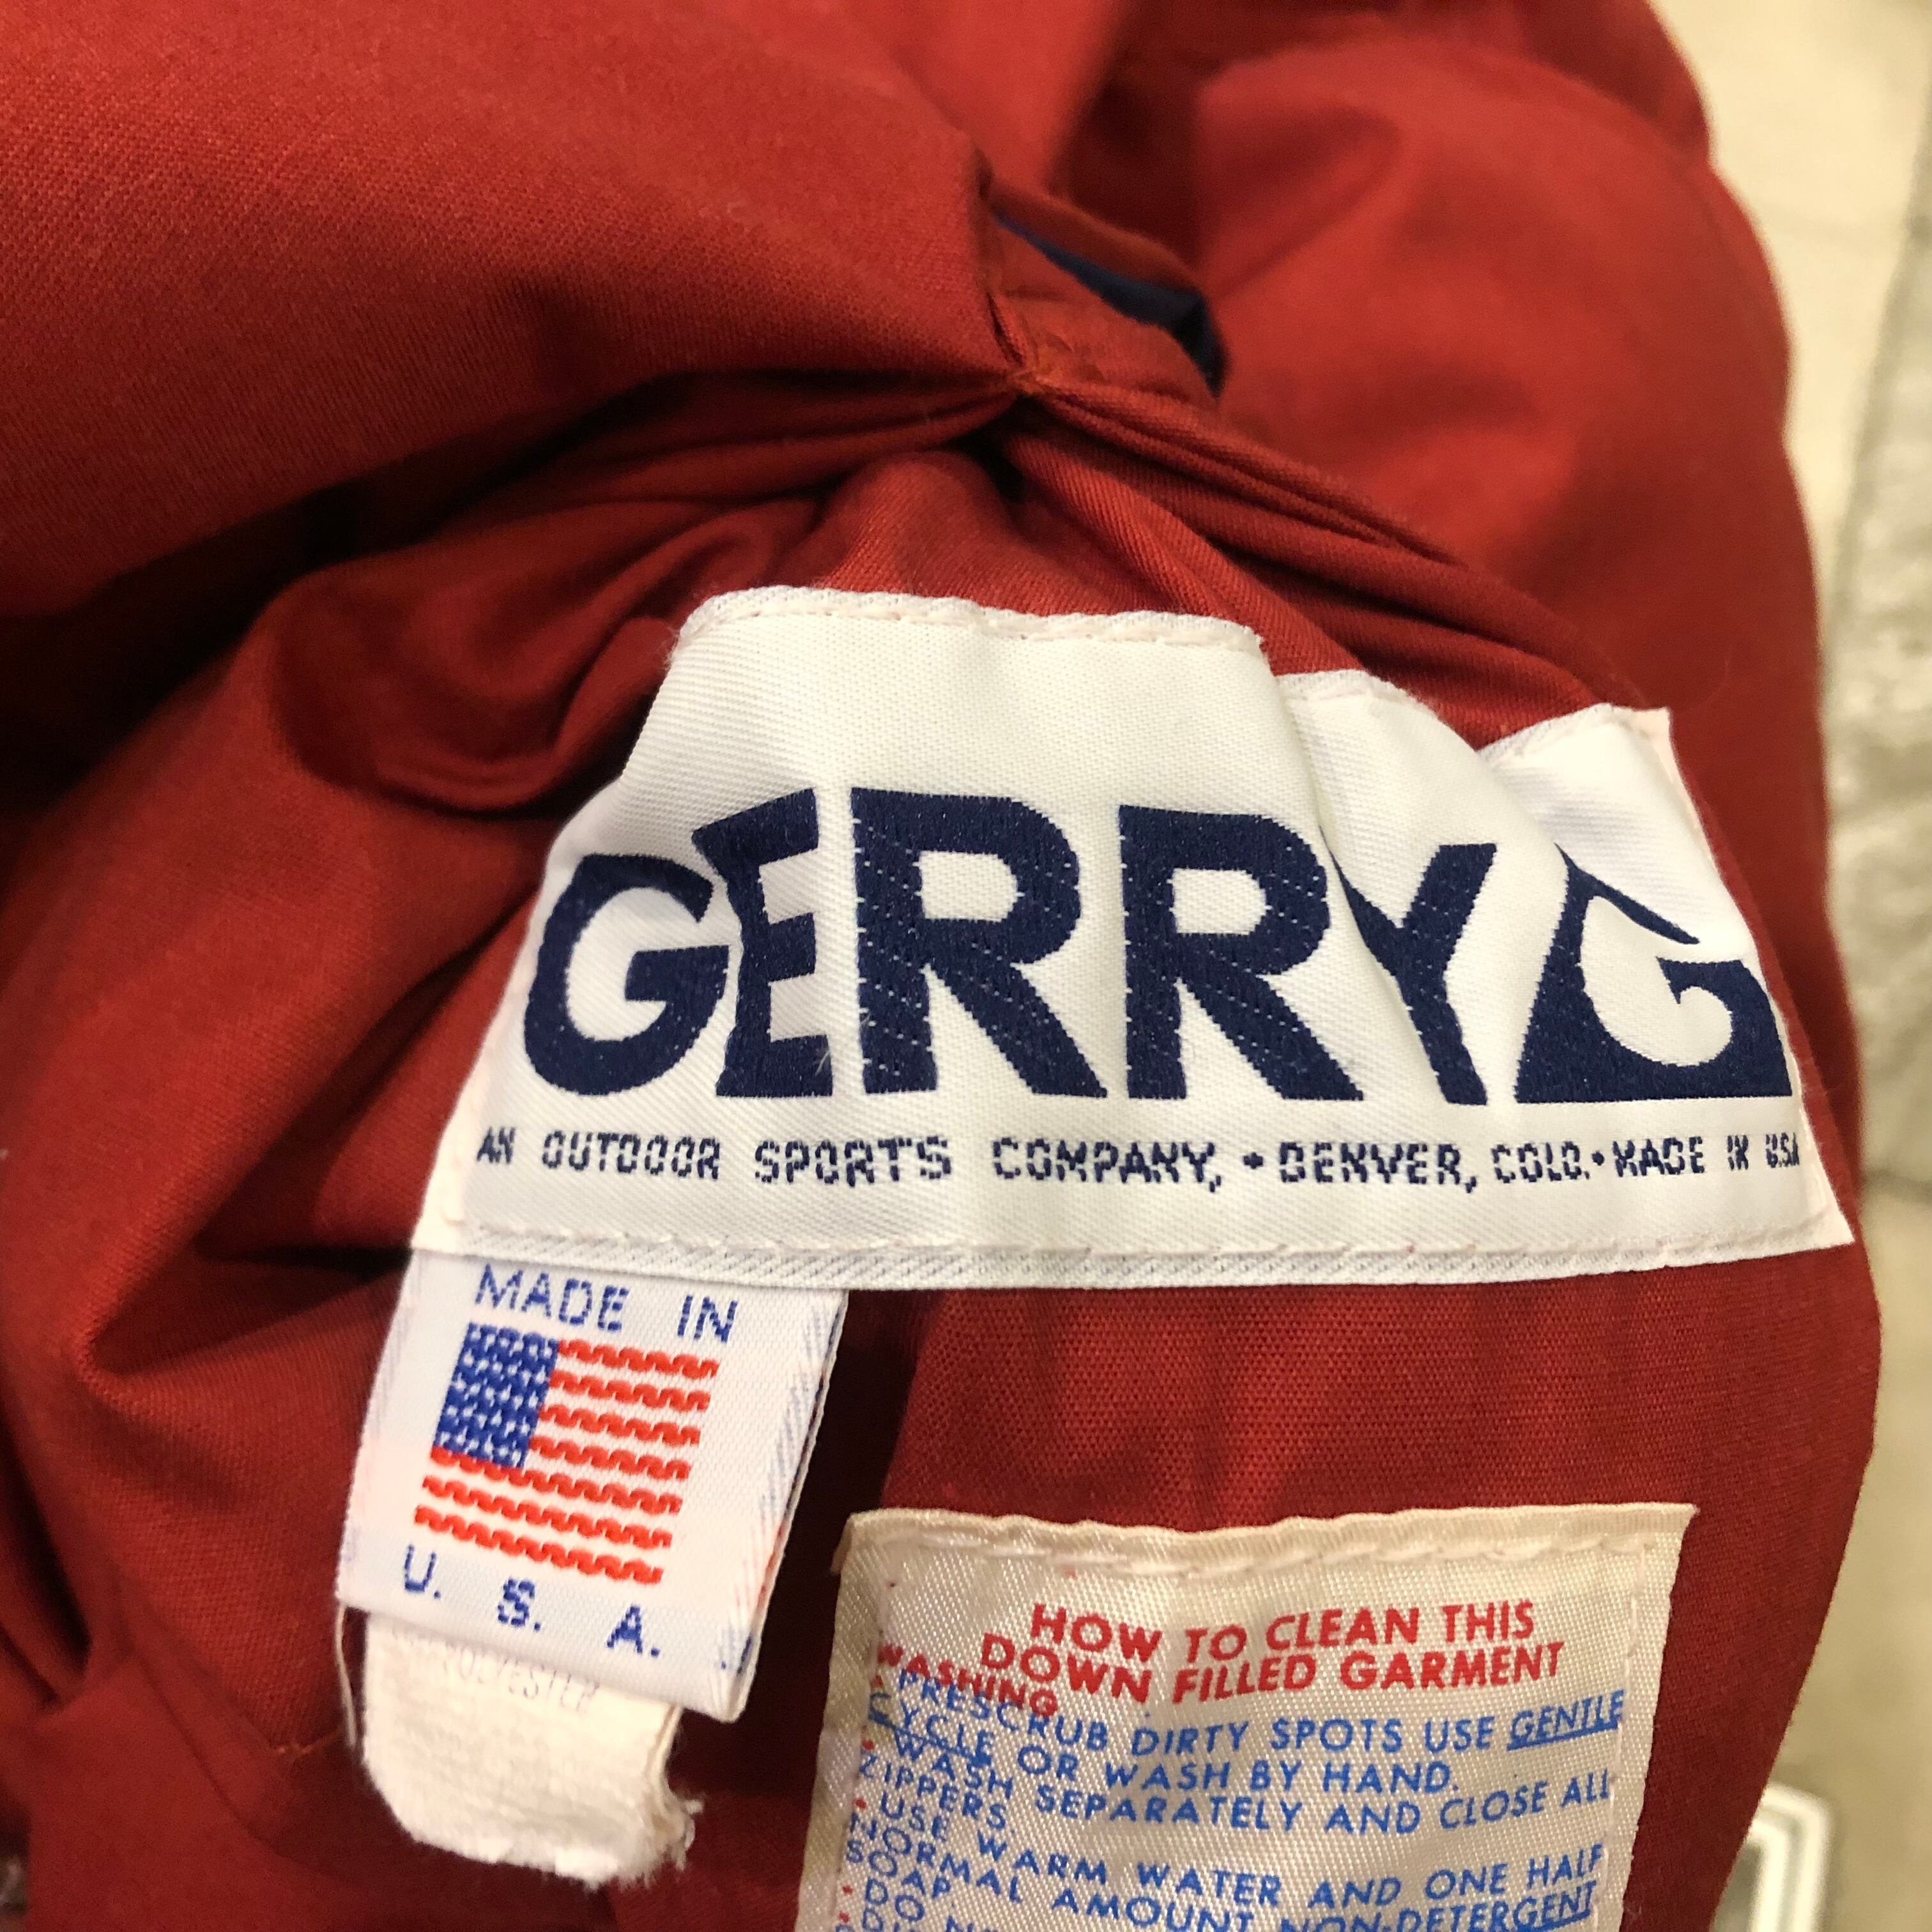 GERRY G
AN OUTDOOR SPORTS COMPANY, • DENVER, COLO. • MADE IN U.S.A
MADE IN
U. S. A.
POLYESTER
HOW TO CLEAN THIS
DOWN FILLED GARMENT
WASHING
• PRESCRUB DIRTY SPOTS USE GENTLE
CYCLE OR WASH BY HAND.
• WASH SEPARATELY AND CLOSE ALL
ZIPPERS
• USE WARM WATER AND ONE HALF
NORMAL AMOUNT NON-DETERGENT
SOAP
• DO